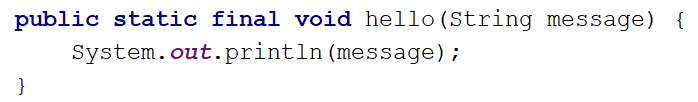 public static final void hello(String message) {
    System.out.println(message);
}